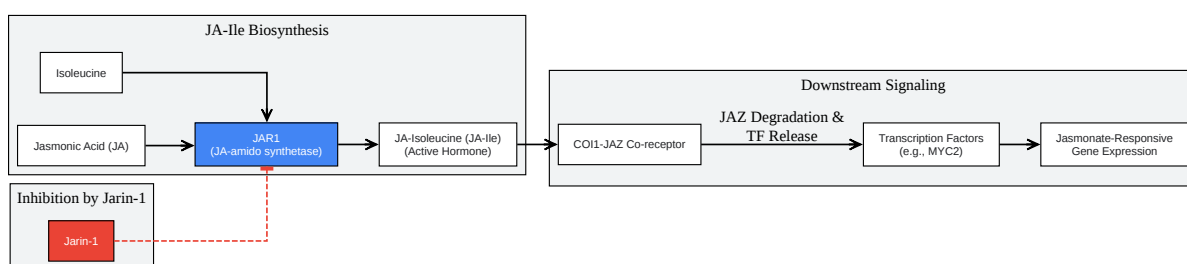 JA-Ile Biosynthesis
Isoleucine
Jasmonic Acid (JA)
JAR1
(JA-amido synthetase)
JA-Isoleucine (JA-Ile)
(Active Hormone)
Downstream Signaling
COI1-JAZ Co-receptor
JAZ Degradation &
TF Release
Transcription Factors
(e.g., MYC2)
Jasmonate-Responsive
Gene Expression
Inhibition by Jarin-1
Jarin-1